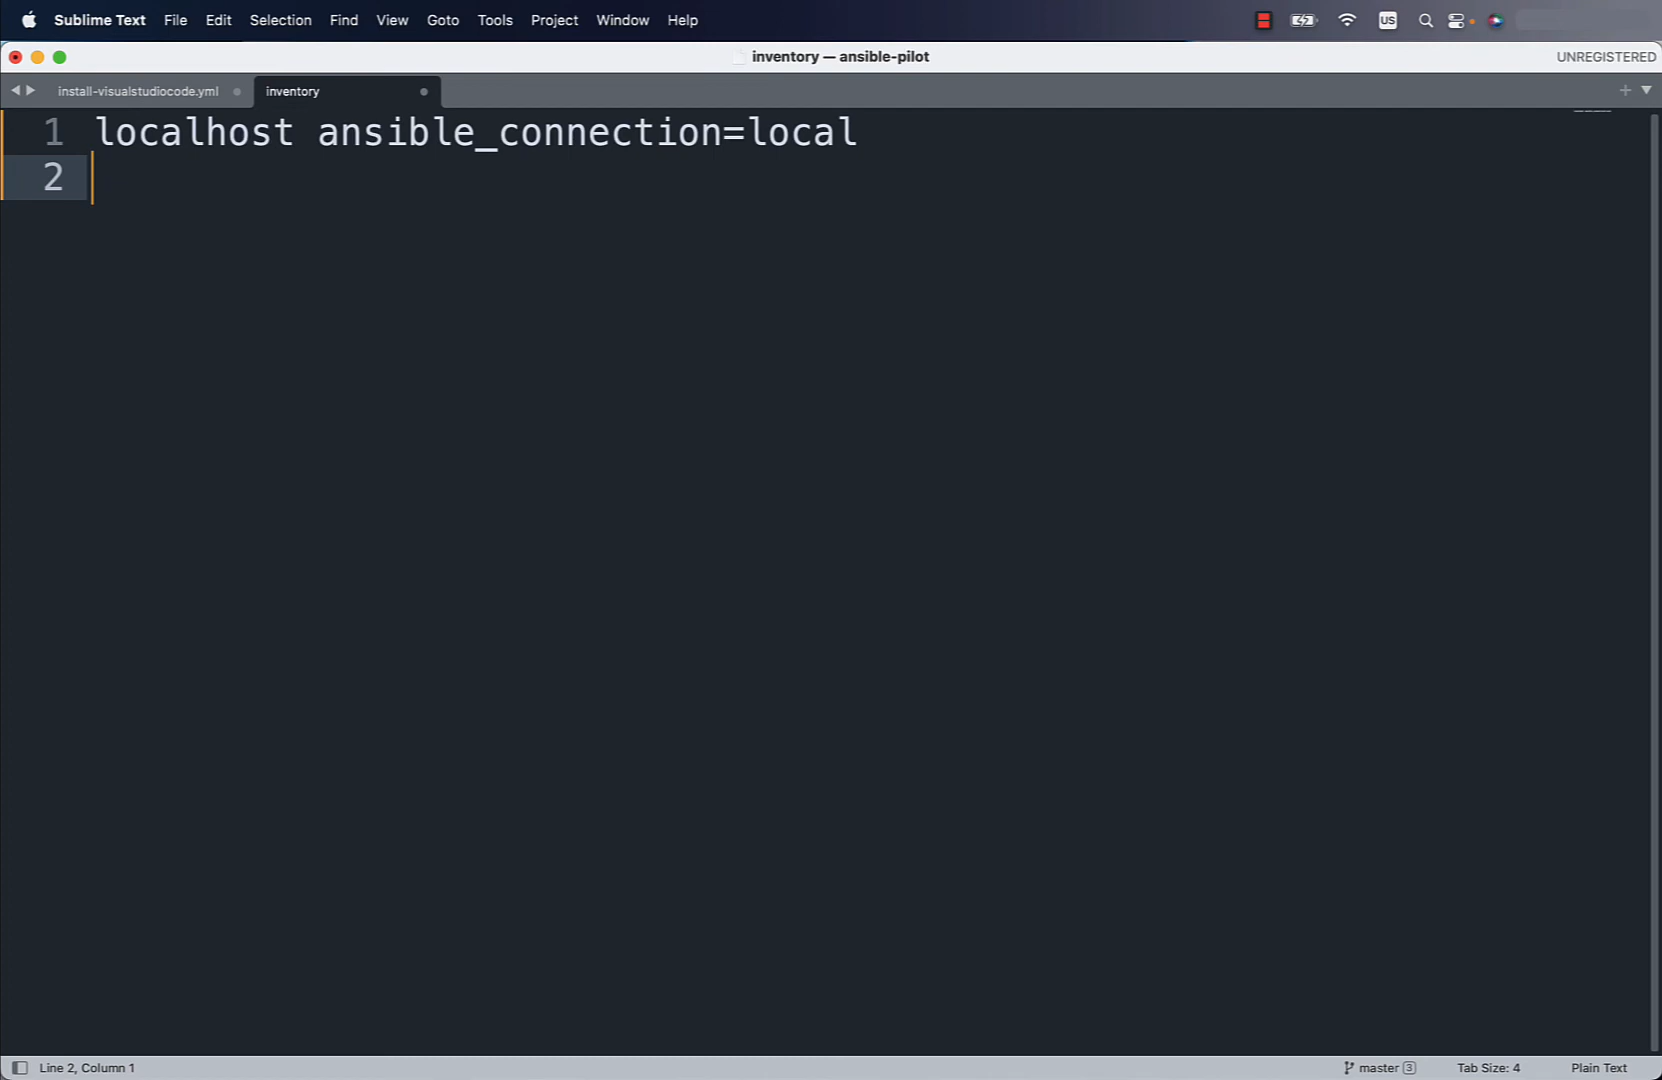 Sublime Text File Edit Selection Find View Goto Tools Project Window Help US
inventory — ansible-pilot UNREGISTERED
install-visualstudiocode.yml inventory
1 localhost ansible_connection=local
2
Line 2, Column 1 master 3 Tab Size: 4 Plain Text